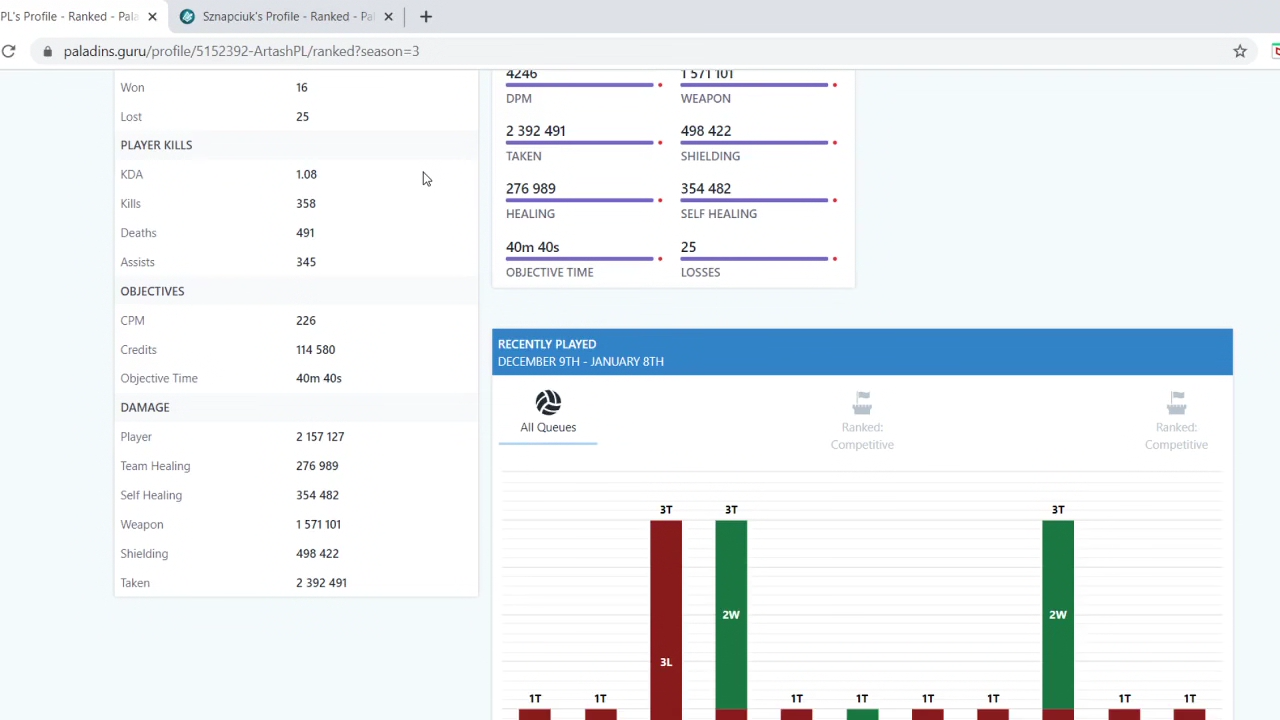 PL's Profile - Ranked - Pala
Sznapciuk's Profile - Ranked - Pal
paladins.guru/profile/5152392-ArtashPL/ranked?season=3
Won 16
Lost 25
PLAYER KILLS
KDA 1.08
Kills 358
Deaths 491
Assists 345
OBJECTIVES
CPM 226
Credits 114 580
Objective Time 40m 40s
DAMAGE
Player 2 157 127
Team Healing 276 989
Self Healing 354 482
Weapon 1 571 101
Shielding 498 422
Taken 2 392 491
4246 1 571 101
DPM WEAPON
2 392 491 498 422
TAKEN SHIELDING
276 989 354 482
HEALING SELF HEALING
40m 40s 25
OBJECTIVE TIME LOSSES
RECENTLY PLAYED
DECEMBER 9TH - JANUARY 8TH
All Queues
Ranked:
Competitive
Ranked:
Competitive
3T 3T 3T
2W 2W
3L
1T 1T 1T 1T 1T 1T 1T 1T